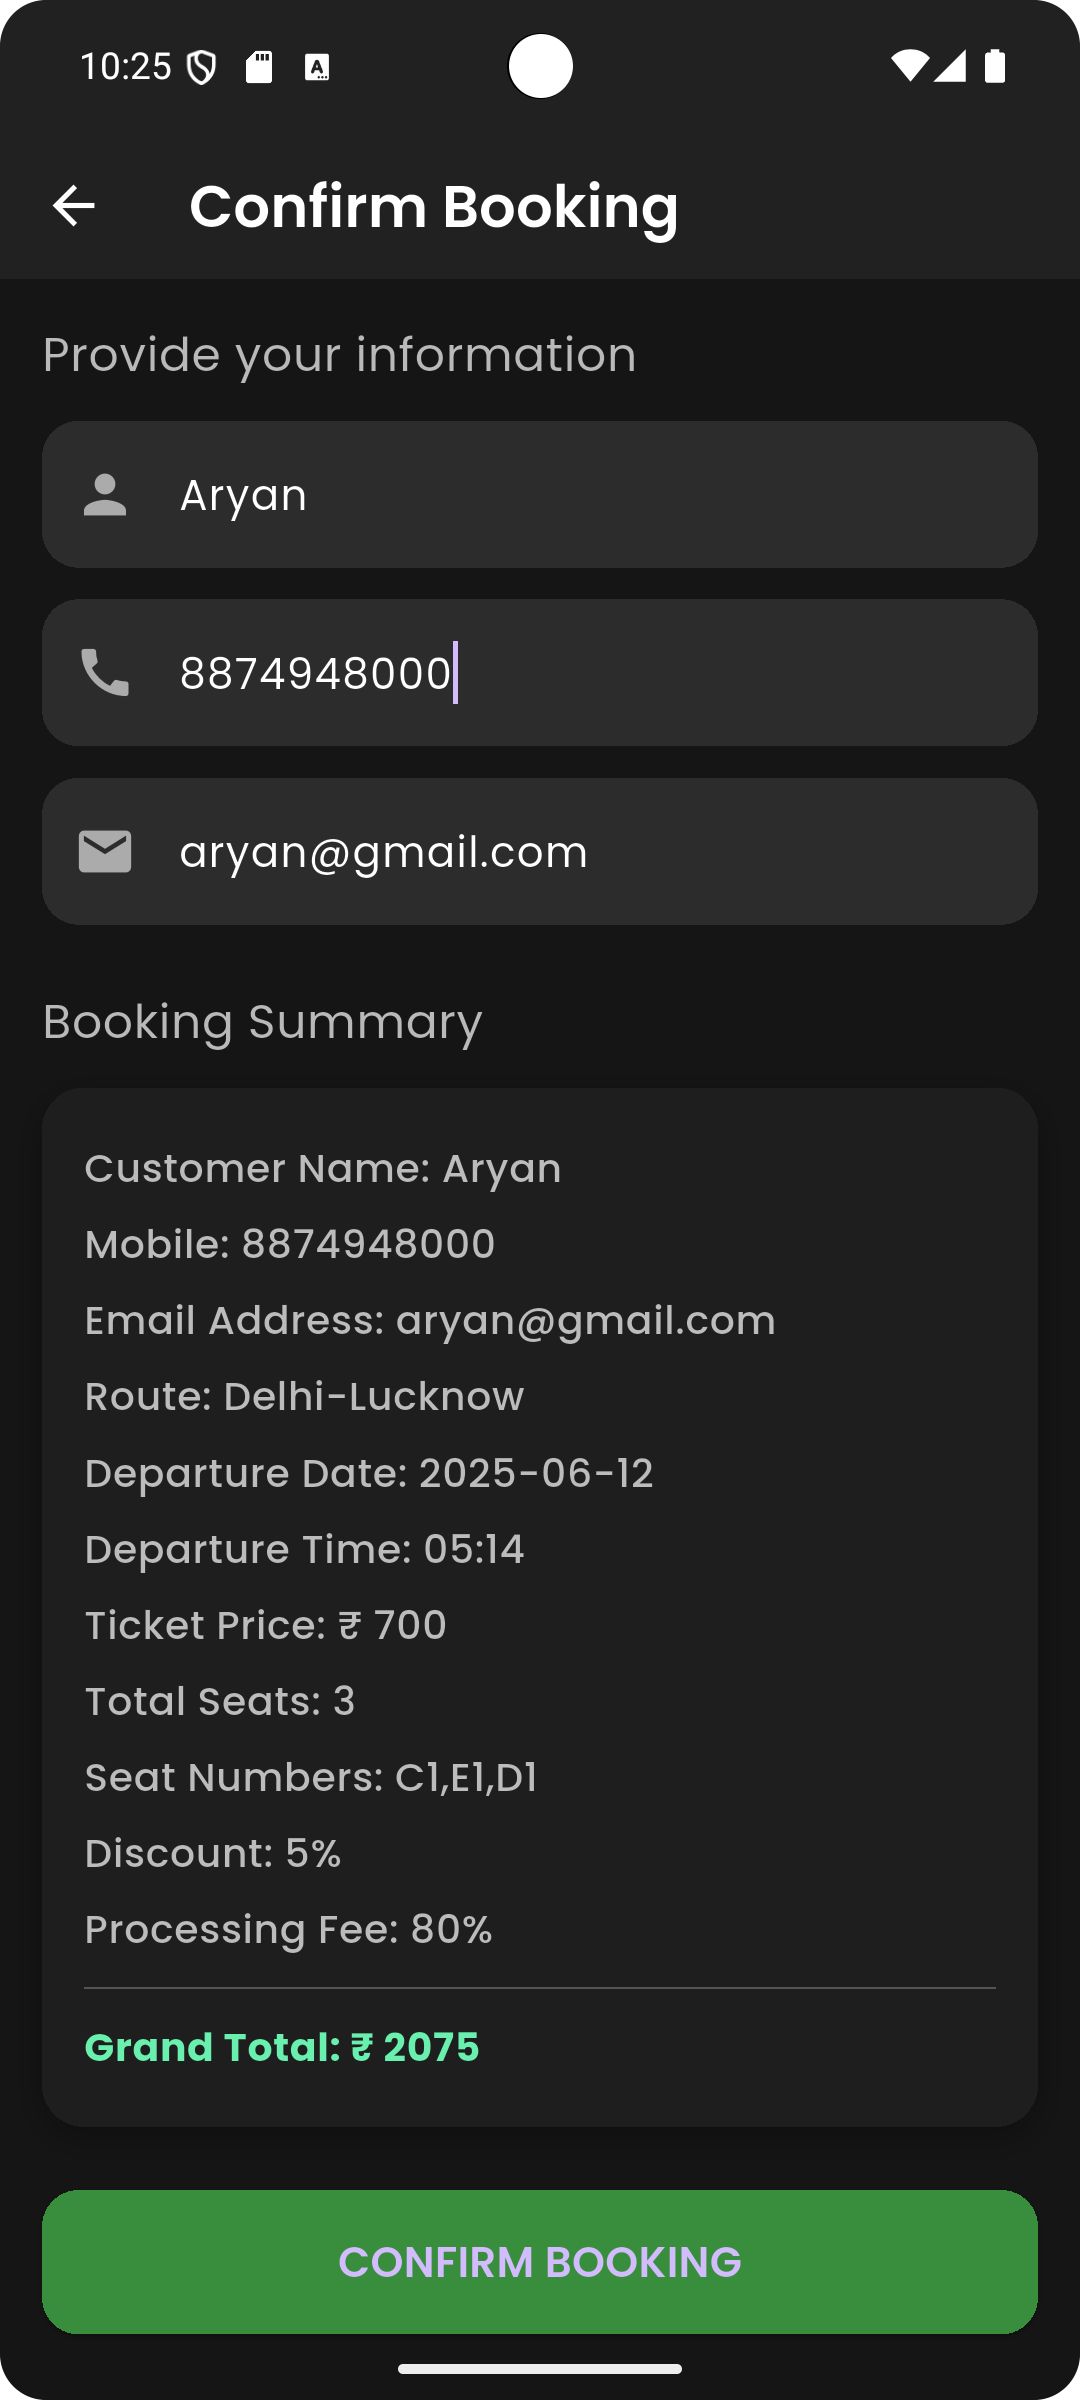 10:25
Confirm Booking
Provide your information
Aryan
8874948000
aryan@gmail.com
Booking Summary
Customer Name: Aryan
Mobile: 8874948000
Email Address: aryan@gmail.com
Route: Delhi-Lucknow
Departure Date: 2025-06-12
Departure Time: 05:14
Ticket Price: ₹ 700
Total Seats: 3
Seat Numbers: C1,E1,D1
Discount: 5%
Processing Fee: 80%
Grand Total: ₹ 2075
CONFIRM BOOKING